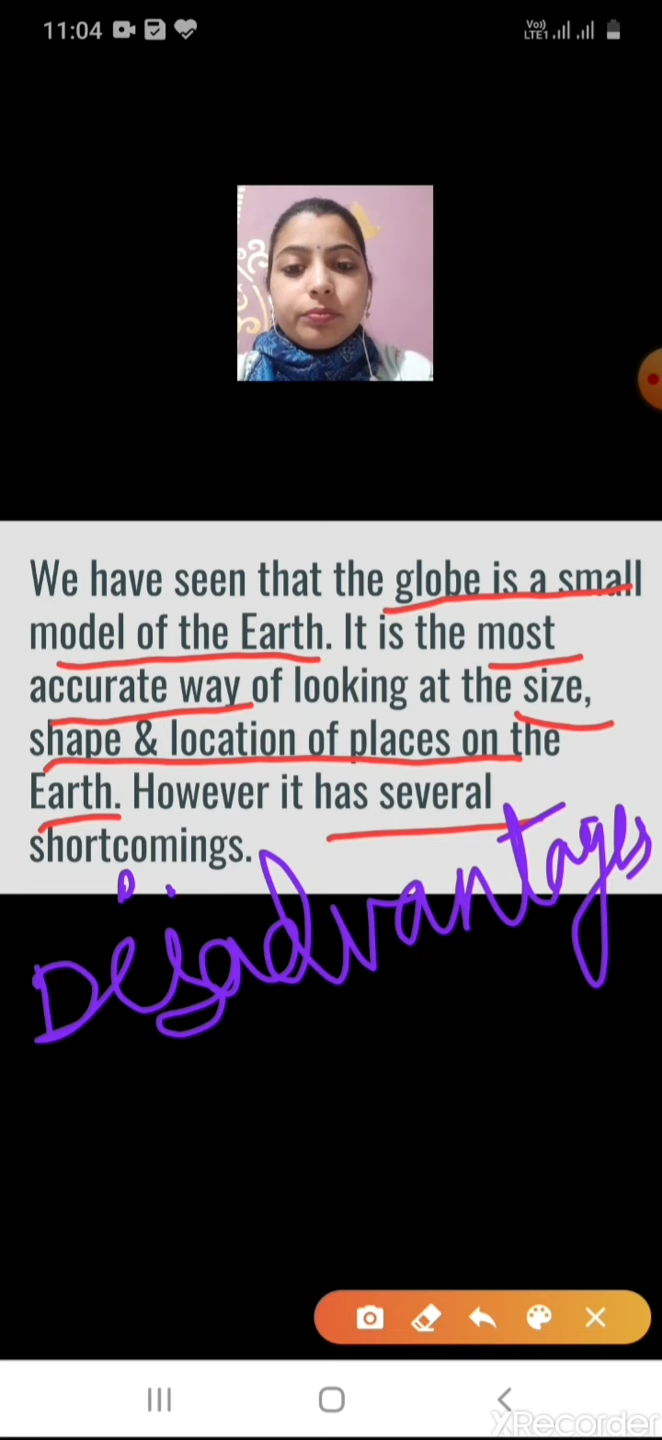 11:04
Vo)) LTE1
We have seen that the globe is a small
model of the Earth. It is the most
accurate way of looking at the size,
shape & location of places on the
Earth. However it has several
shortcomings.
Disadvantages
XRecorder